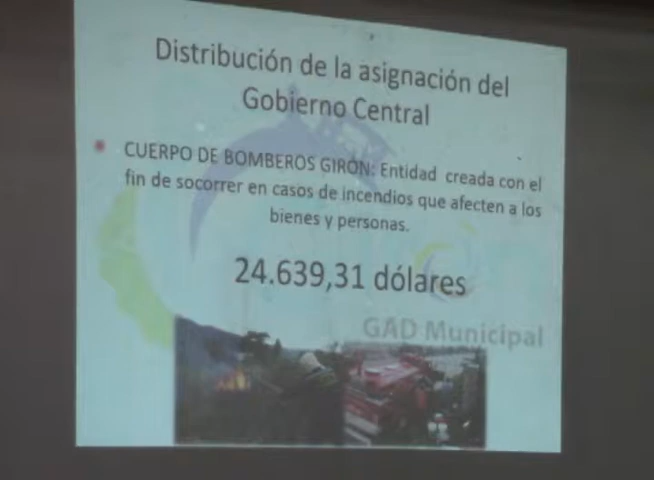 Distribución de la asignación del
Gobierno Central
CUERPO DE BOMBEROS GIRÓN: Entidad creada con el
fin de socorrer en casos de incendios que afecten a los
bienes y personas.
24.639,31 dólares
GAD Municipal